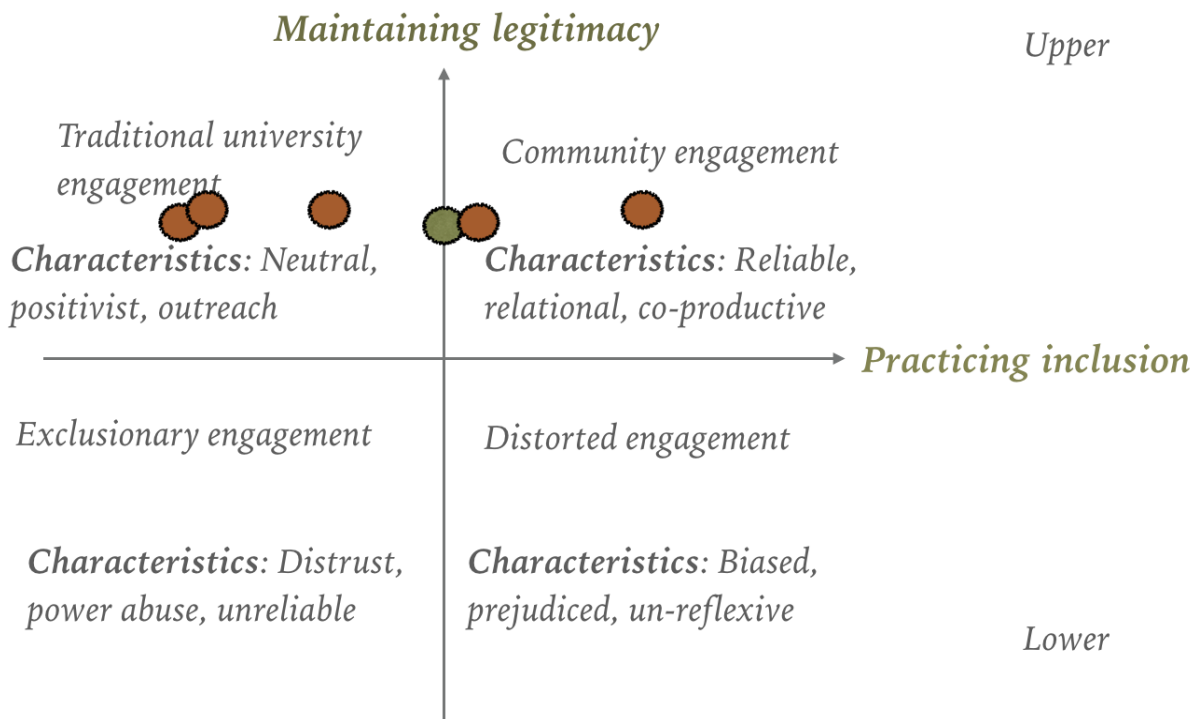 Maintaining legitimacy
Upper
Traditional university
engagement
Community engagement
Characteristics: Neutral,
positivist, outreach
Characteristics: Reliable,
relational, co-productive
Practicing inclusion
Exclusionary engagement
Distorted engagement
Characteristics: Distrust,
power abuse, unreliable
Characteristics: Biased,
prejudiced, un-reflexive
Lower